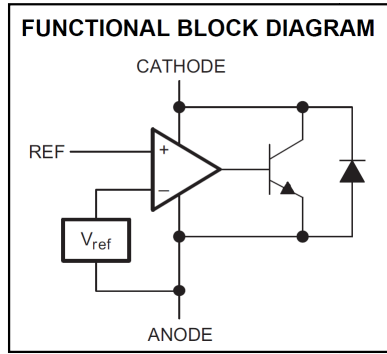 FUNCTIONAL BLOCK DIAGRAM
CATHODE
REF
+
–
Vref
ANODE